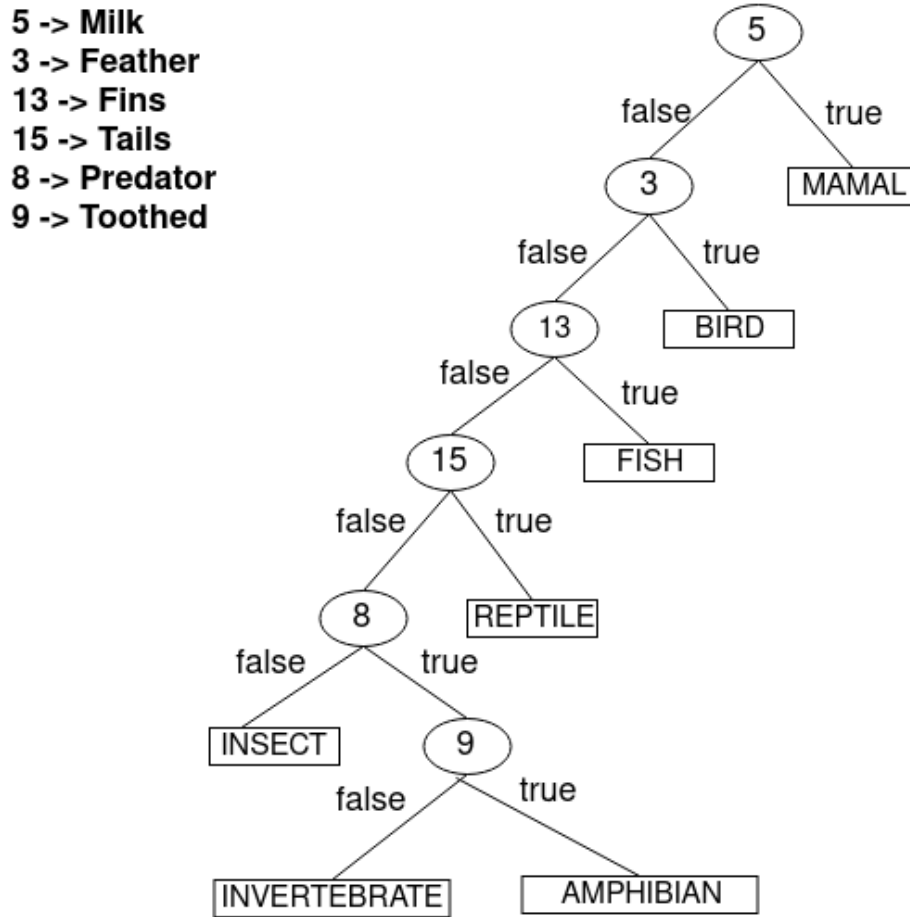 5 -> Milk
3 -> Feather
13 -> Fins
15 -> Tails
8 -> Predator
9 -> Toothed
5
false
true
3
MAMAL
false
true
13
BIRD
false
true
15
FISH
false
true
8
REPTILE
false
true
INSECT
9
false
true
INVERTEBRATE
AMPHIBIAN